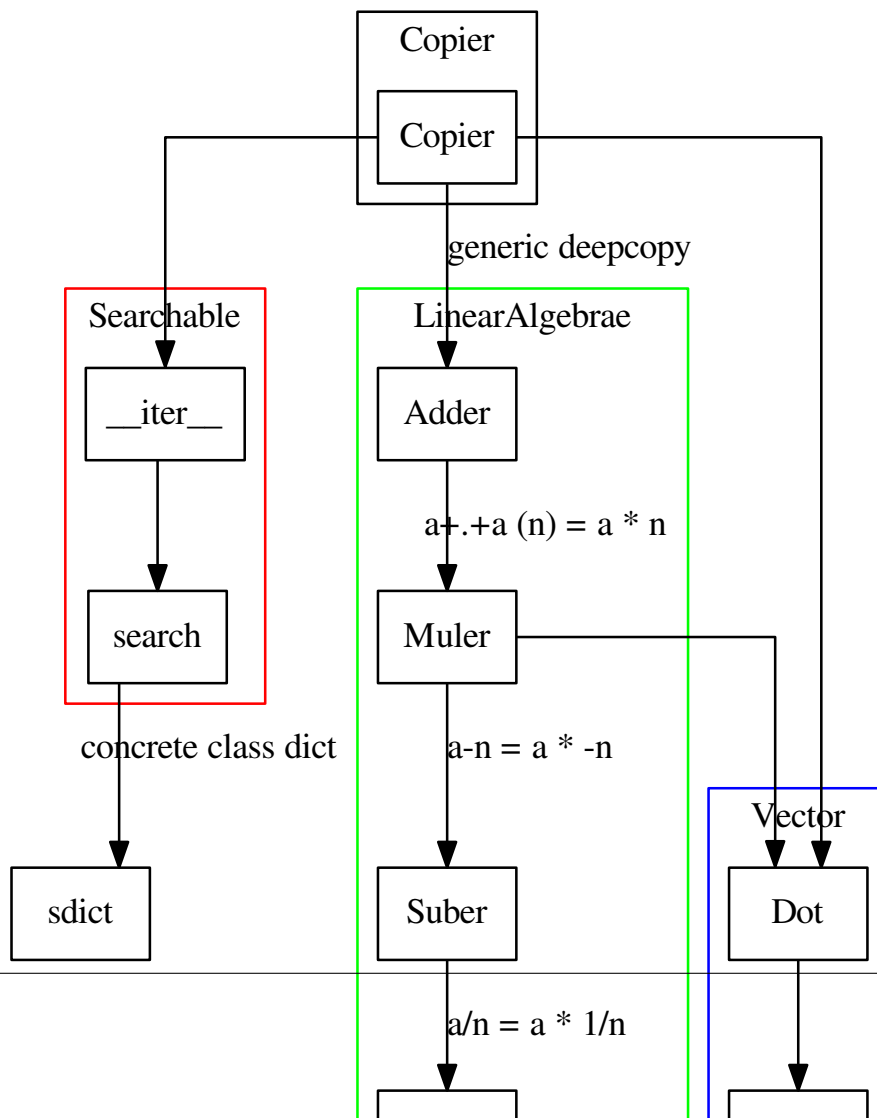 Copier
Copier
generic deepcopy
Searchable
LinearAlgebrae
__iter__
Adder
a+.+a (n) = a * n
search
Muler
concrete class dict
a-n = a * -n
Vector
sdict
Suber
Dot
a/n = a * 1/n